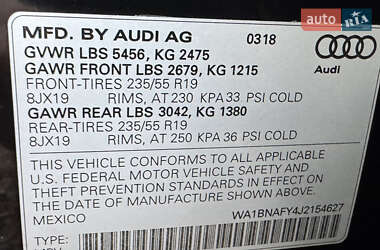 auto RIA.com
MFD. BY AUDI AG 0318
GVWR LBS 5456, KG 2475
GAWR FRONT LBS 2679, KG 1215
Audi
FRONT-TIRES 235/55 R19
8JX19 RIMS, AT 230 KPA 33 PSI COLD
GAWR REAR LBS 3042, KG 1380
REAR-TIRES 235/55 R19
8JX19 RIMS, AT 250 KPA 36 PSI COLD
THIS VEHICLE CONFORMS TO ALL APPLICABLE
U.S. FEDERAL MOTOR VEHICLE SAFETY
AND THEFT PREVENTION STANDARDS IN EFFECT
ON THE DATE OF MANUFACTURE SHOWN ABOVE.
MEXICO WA1BNAFY4J2154627
TYPE: